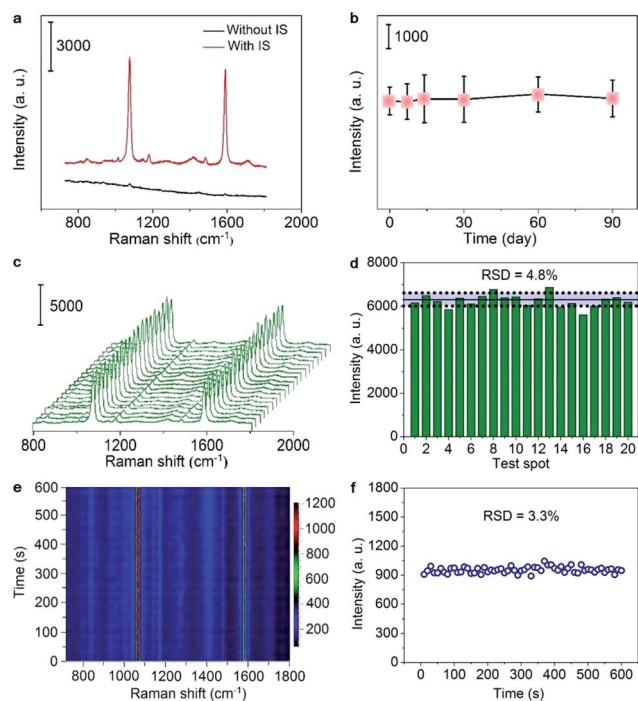 a
3000
Without IS
With IS
Intensity (a. u.)
800 1200 1600 2000
Raman shift (cm⁻¹)
b
1000
Intensity (a. u.)
0 30 60 90
Time (day)
c
5000
800 1200 1600 2000
Raman shift (cm⁻¹)
d
RSD = 4.8%
Intensity (a. u.)
8000
6000
4000
2000
0
0 2 4 6 8 10 12 14 16 18 20
Test spot
e
Time (s)
600
500
400
300
200
100
0
800 1000 1200 1400 1600 1800
Raman shift (cm⁻¹)
1200
1000
800
600
400
200
f
RSD = 3.3%
Intensity (a. u.)
1800
1500
1200
900
600
300
0
0 100 200 300 400 500 600
Time (s)